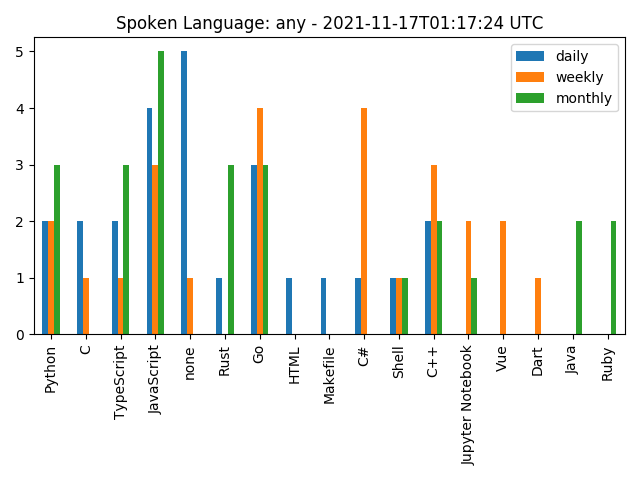 Spoken Language: any - 2021-11-17T01:17:24 UTC
daily
weekly
monthly
5
4
3
2
1
0
Python
C
TypeScript
JavaScript
none
Rust
Go
HTML
Makefile
C#
Shell
C++
Jupyter Notebook
Vue
Dart
Java
Ruby